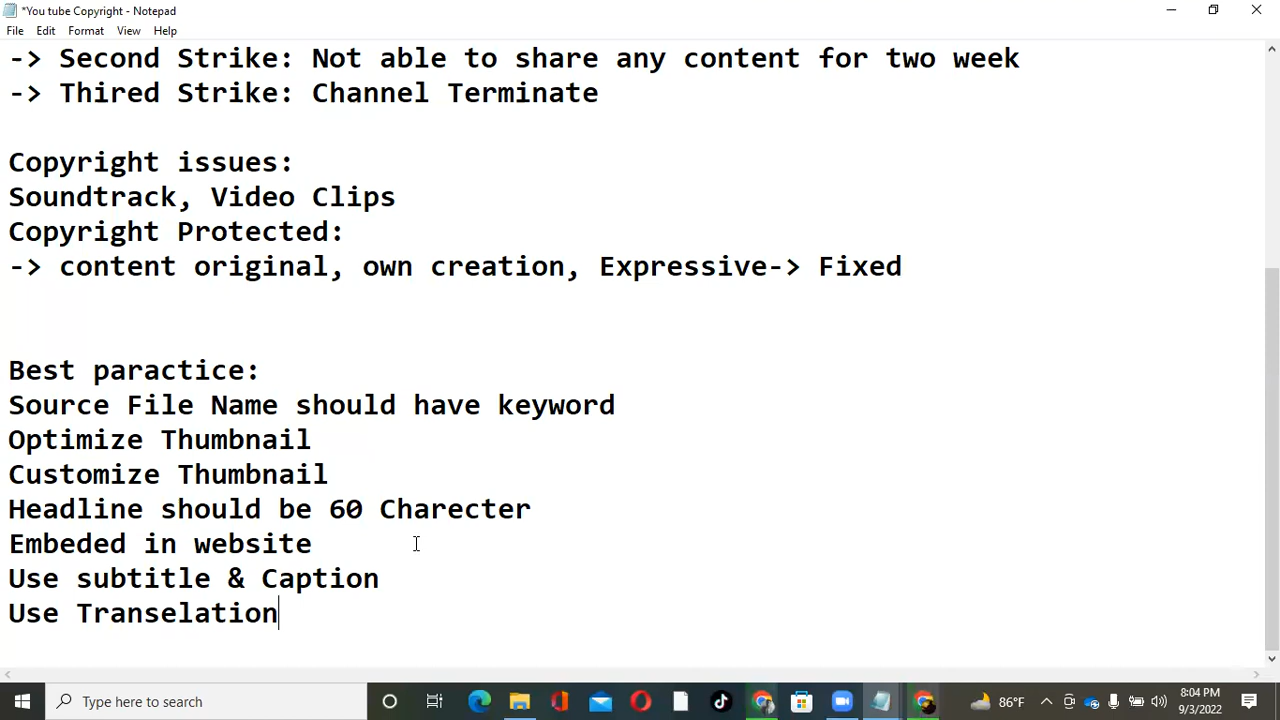 *You tube Copyright - Notepad
File Edit Format View Help
-> Second Strike: Not able to share any content for two week
-> Thired Strike: Channel Terminate
Copyright issues:
Soundtrack, Video Clips
Copyright Protected:
-> content original, own creation, Expressive-> Fixed
Best paractice:
Source File Name should have keyword
Optimize Thumbnail
Customize Thumbnail
Headline should be 60 Charecter
Embeded in website
Use subtitle & Caption
Use Transelation
Type here to search
86°F
8:04 PM
9/3/2022